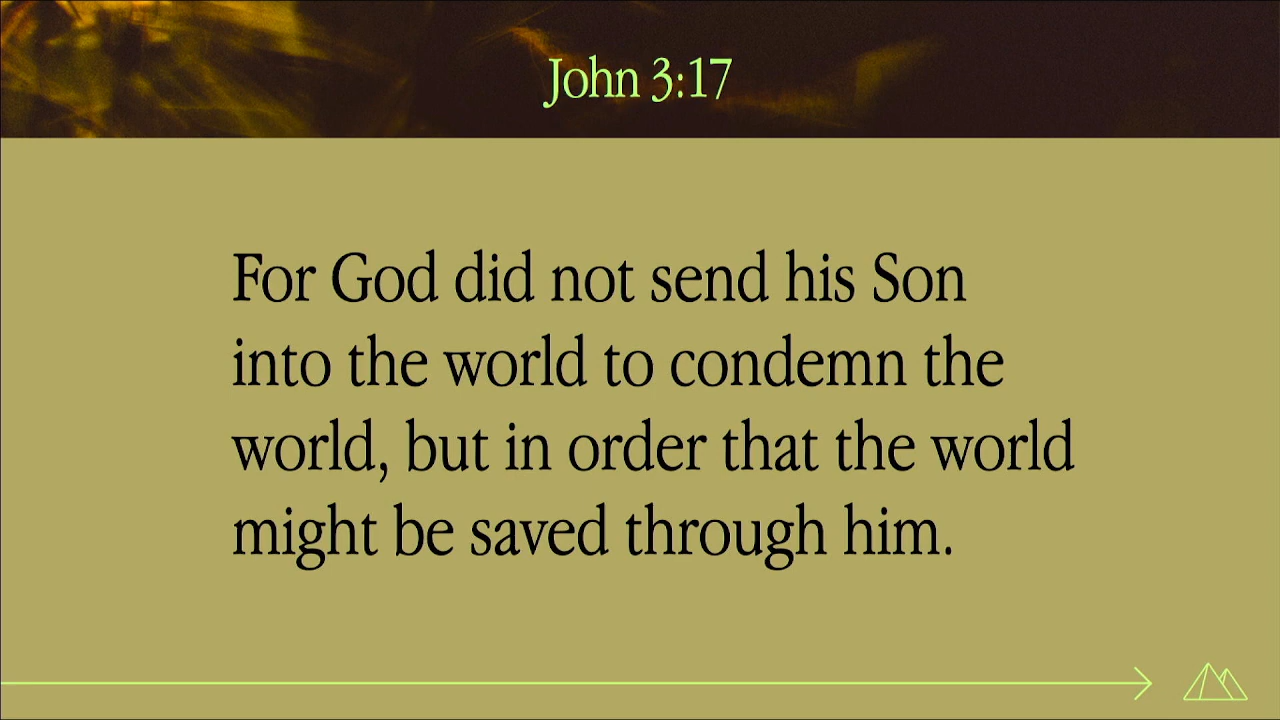 John 3:17
For God did not send his Son
into the world to condemn the
world, but in order that the world
might be saved through him.